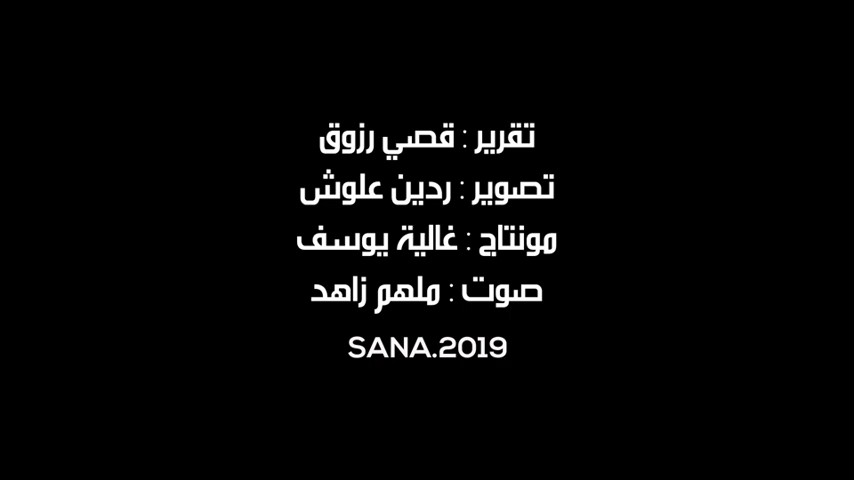 تقرير : قصي رزوق
تصوير : ردين علوش
مونتاج : غالية يوسف
صوت : ملهم زاهد
SANA.2019